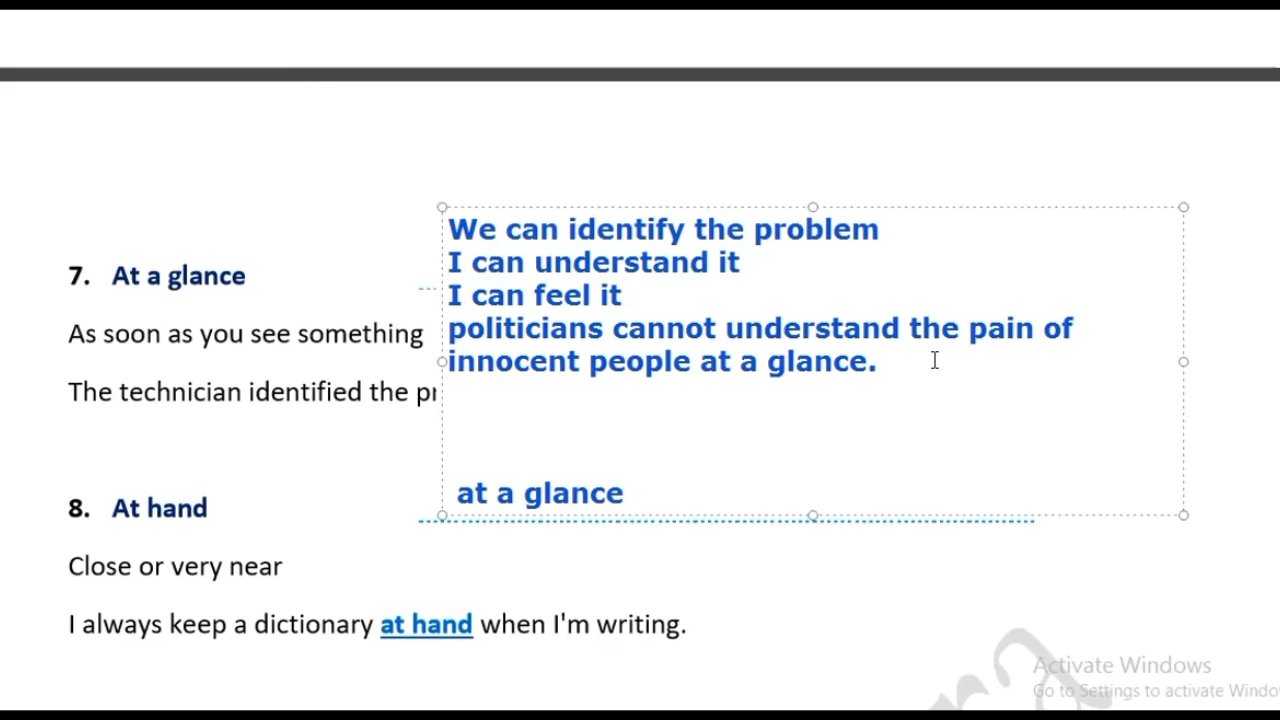 We can identify the problem
I can understand it
7. At a glance
I can feel it
As soon as you see something
politicians cannot understand the pain of
innocent people at a glance.
The technician identified the
at a glance
8. At hand
Close or very near
I always keep a dictionary at hand when I'm writing.
Activate Windows
Go to Settings to activate